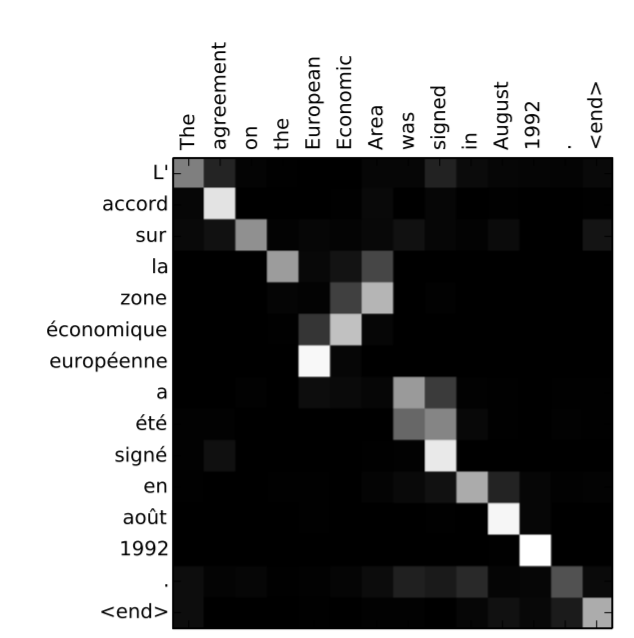 The
agreement
on
the
European
Economic
Area
was
signed
in
August
1992
.
<end>
L'
accord
sur
la
zone
économique
européenne
a
été
signé
en
août
1992
.
<end>